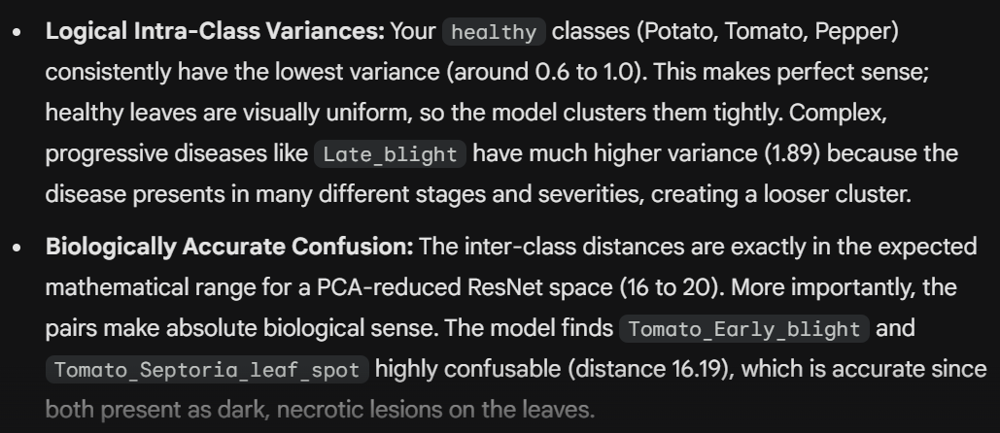 • Logical Intra-Class Variances: Your healthy classes (Potato, Tomato, Pepper)
consistently have the lowest variance (around 0.6 to 1.0). This makes perfect sense;
healthy leaves are visually uniform, so the model clusters them tightly. Complex,
progressive diseases like Late_blight have much higher variance (1.89) because the
disease presents in many different stages and severities, creating a looser cluster.
• Biologically Accurate Confusion: The inter-class distances are exactly in the expected
mathematical range for a PCA-reduced ResNet space (16 to 20). More importantly, the
pairs make absolute biological sense. The model finds Tomato_Early_blight and
Tomato_Septoria_leaf_spot highly confusable (distance 16.19), which is accurate since
both present as dark, necrotic lesions on the leaves.